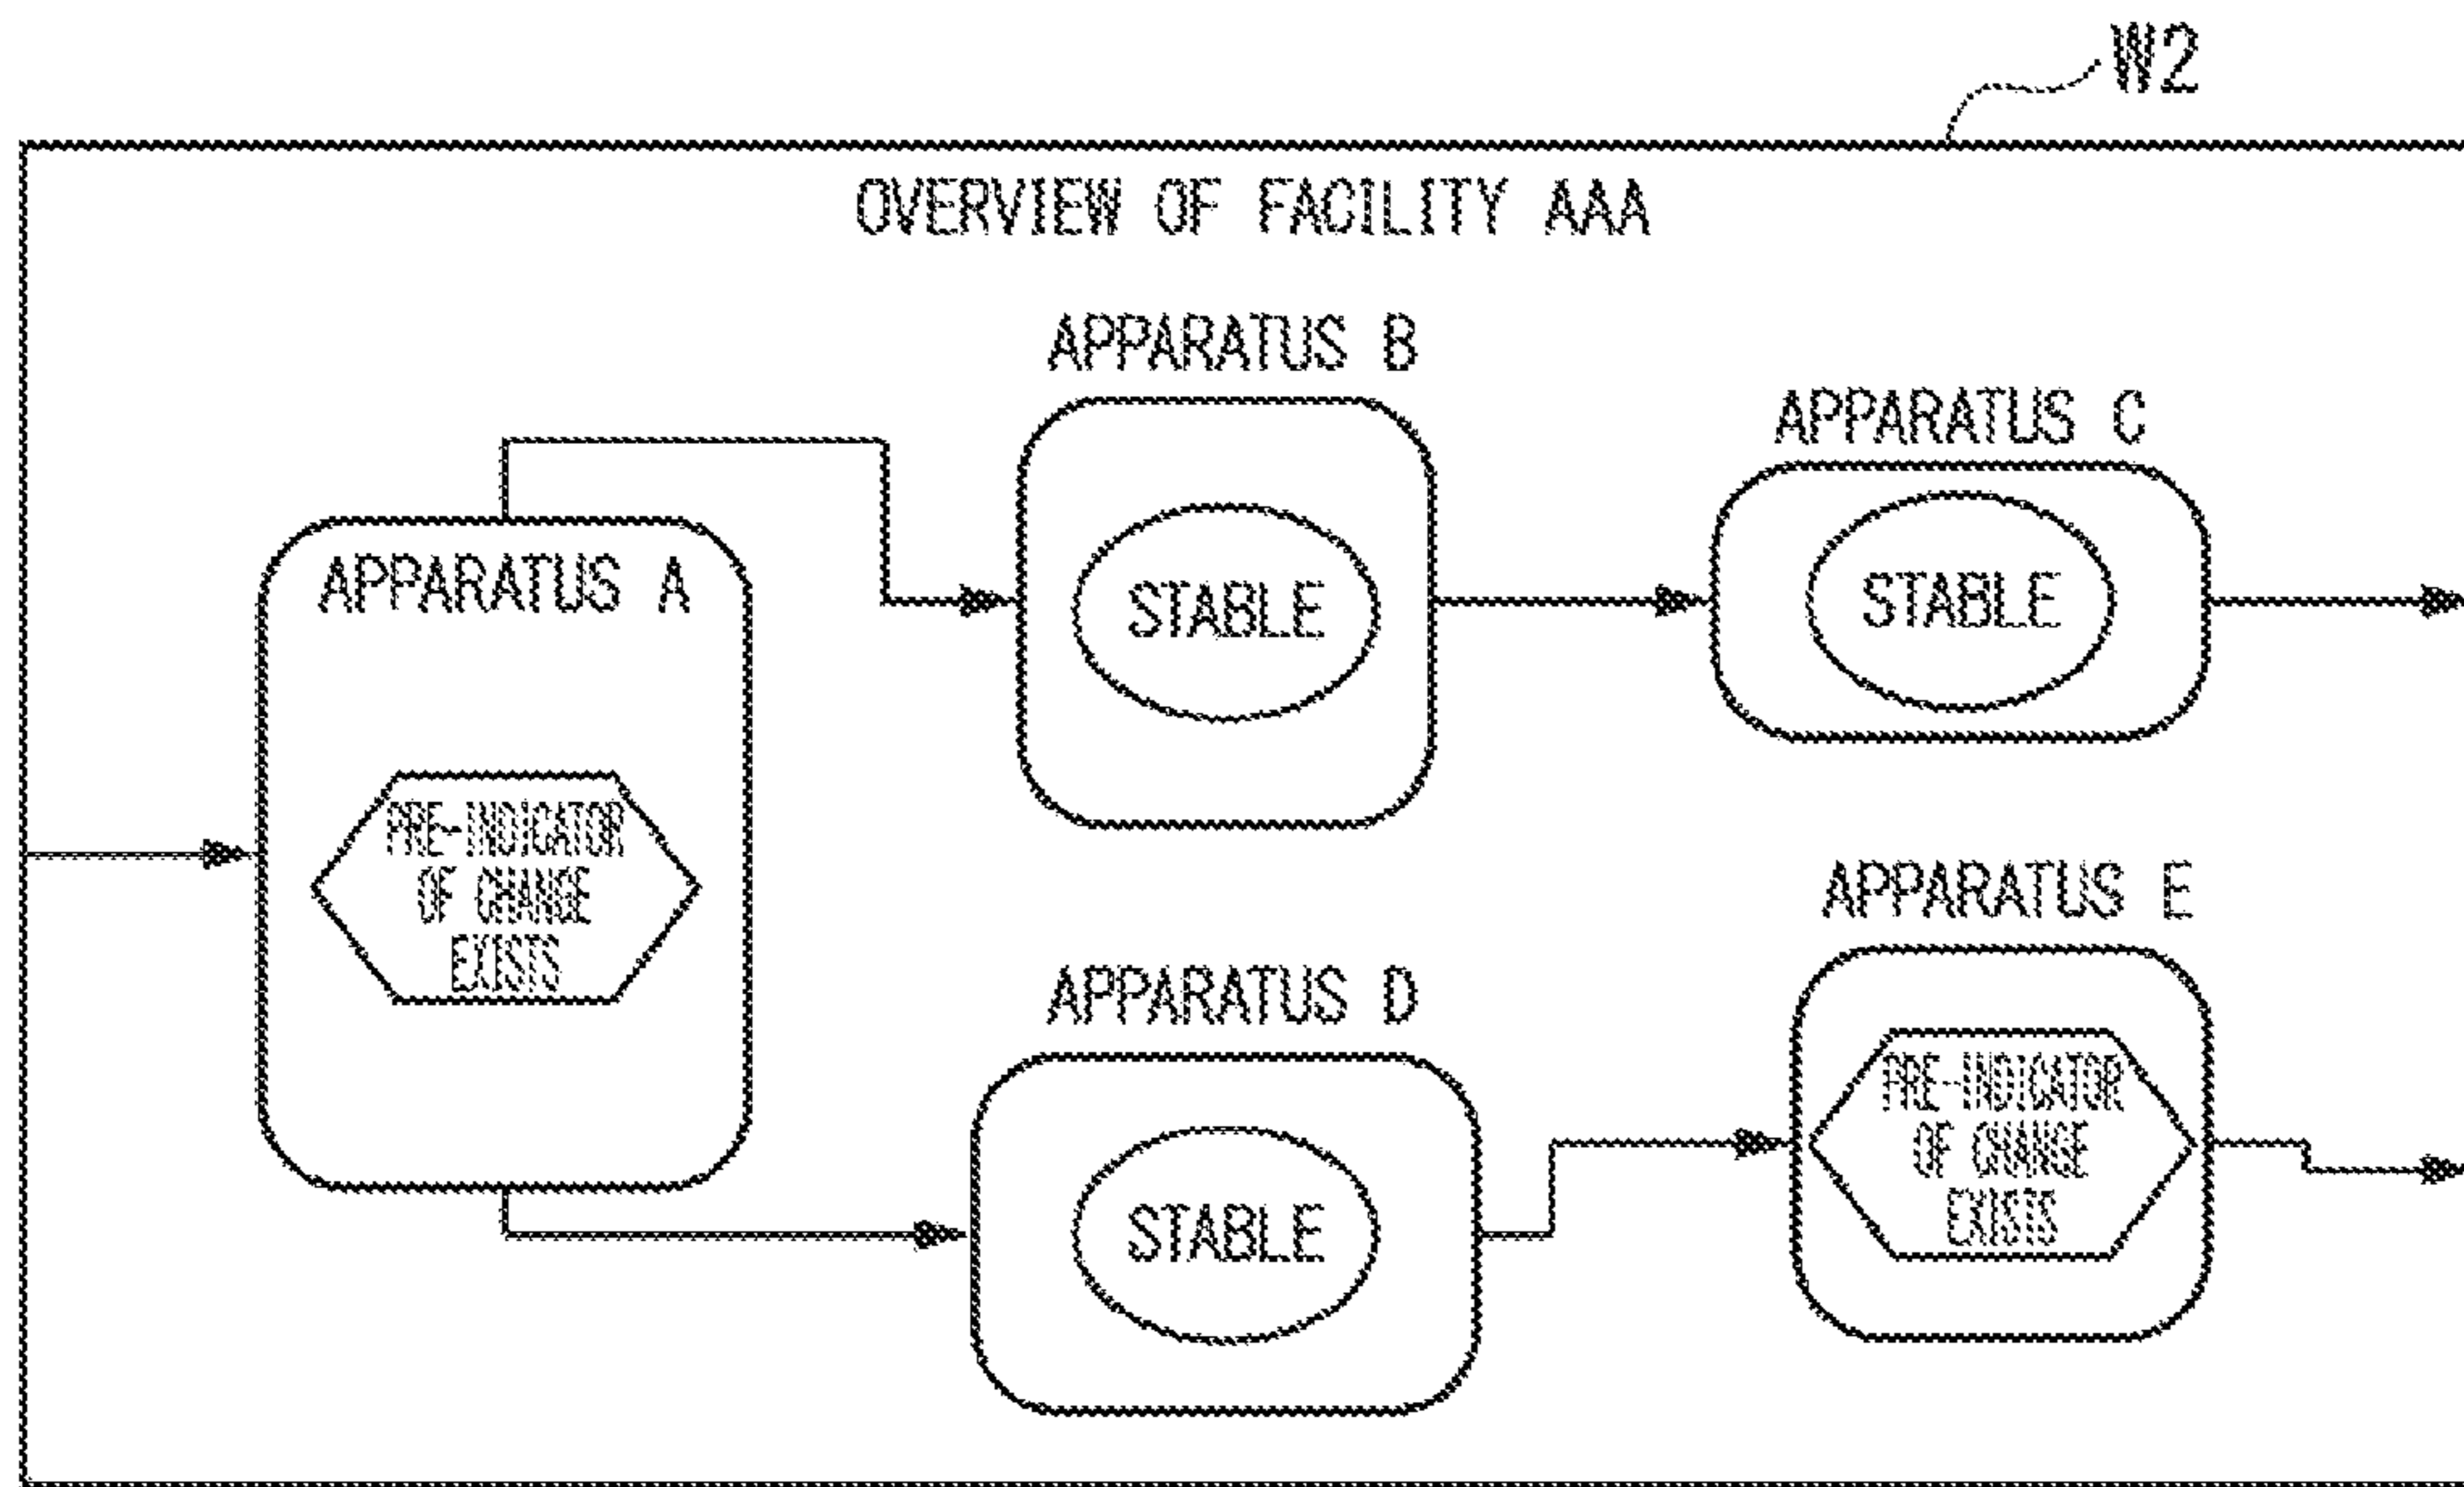 W2
OVERVIEW OF FACILITY AAA
APPARATUS B
APPARATUS C
APPARATUS A
STABLE
STABLE
PRE-INDICATOR
OF CHANGE
EXISTS
APPARATUS E
APPARATUS D
PRE-INDICATOR
OF CHANGE
EXISTS
STABLE